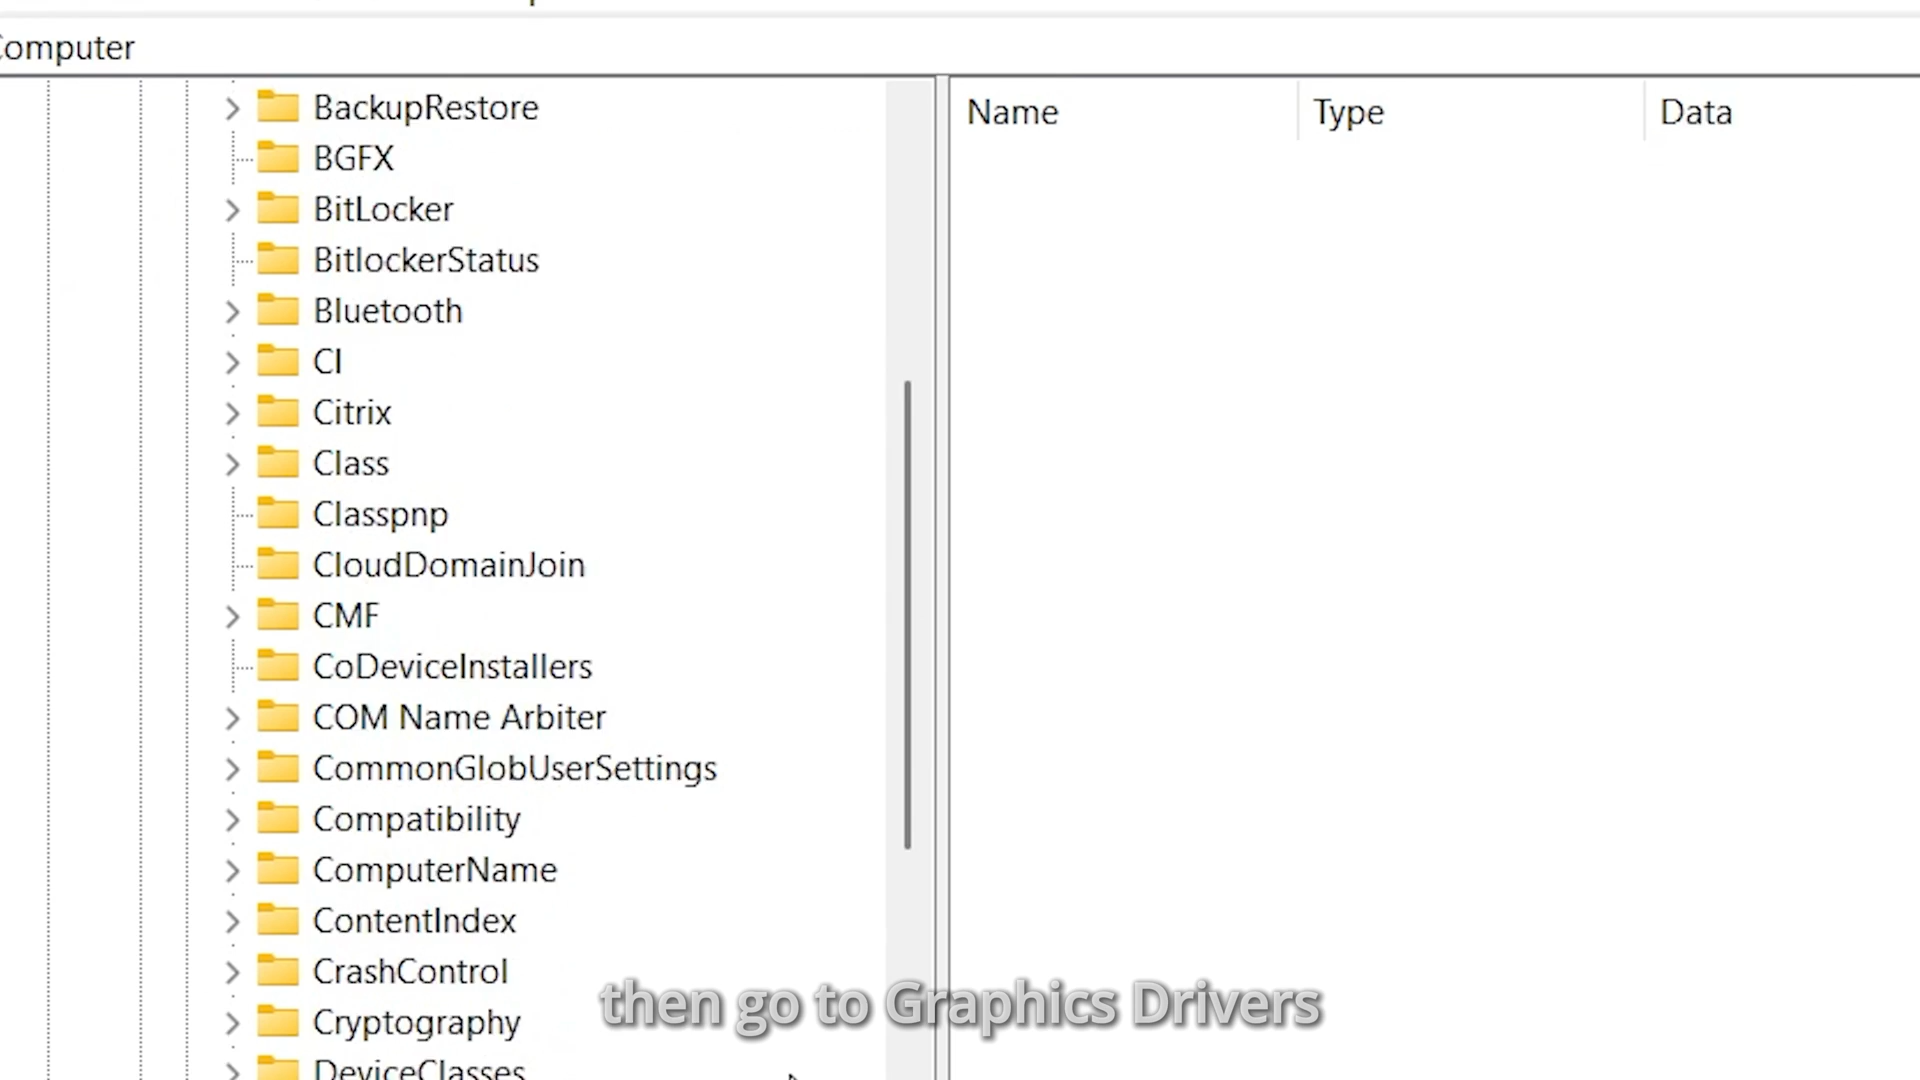 Computer
Name Type Data
BackupRestore
BGFX
BitLocker
BitlockerStatus
Bluetooth
CI
Citrix
Class
Classpnp
CloudDomainJoin
CMF
CoDeviceInstallers
COM Name Arbiter
CommonGlobUserSettings
Compatibility
ComputerName
ContentIndex
CrashControl
Cryptography
DeviceClasses
then go to Graphics Drivers